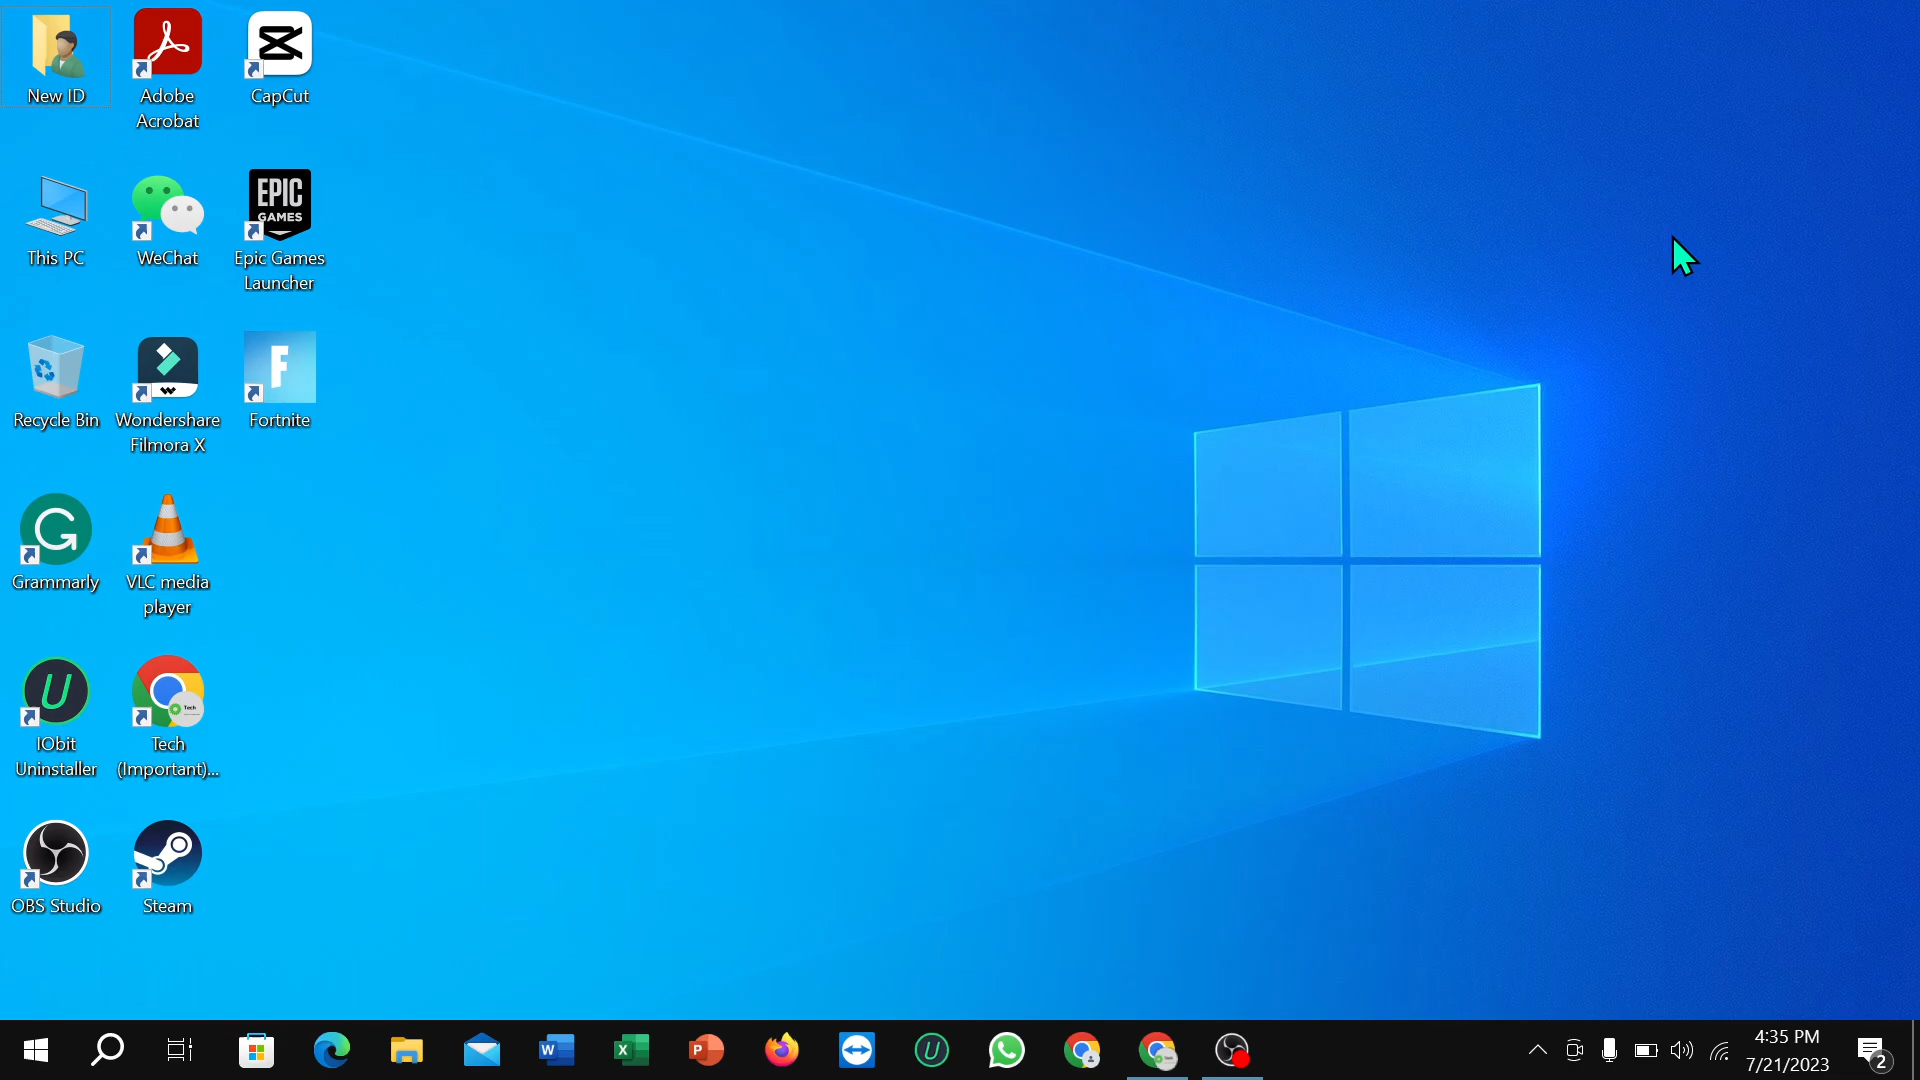 New ID
Adobe
Acrobat
CapCut
This PC
WeChat
EPIC
GAMES
Epic Games
Launcher
Recycle Bin
Wondershare
Filmora X
F
Fortnite
G
Grammarly
VLC media
player
U
IObit
Uninstaller
Tech
Tech
(Important)...
OBS Studio
Steam
W
X
P
U
4:35 PM
7/21/2023
2